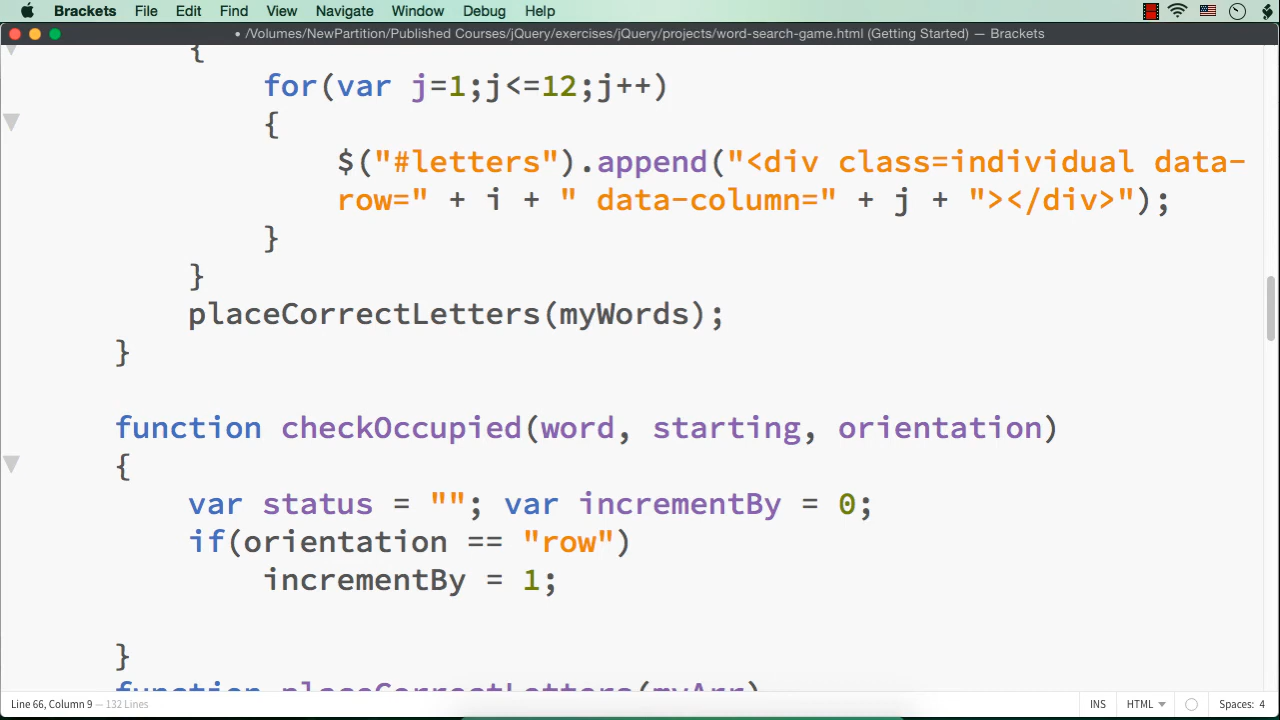 Brackets File Edit Find View Navigate Window Debug Help
• /Volumes/NewPartition/Published Courses/jQuery/exercises/jQuery/projects/word-search-game.html (Getting Started) — Brackets
{
for(var j=1;j<=12;j++)
{
$("#letters").append("<div class=individual data-
row=" + i + " data-column=" + j + "></div>");
}
}
placeCorrectLetters(myWords);
}
function checkOccupied(word, starting, orientation)
{
var status = ""; var incrementBy = 0;
if(orientation == "row")
incrementBy = 1;
}
function placeCorrectLetters(myArr)
Line 66, Column 9 — 132 Lines INS HTML Spaces: 4